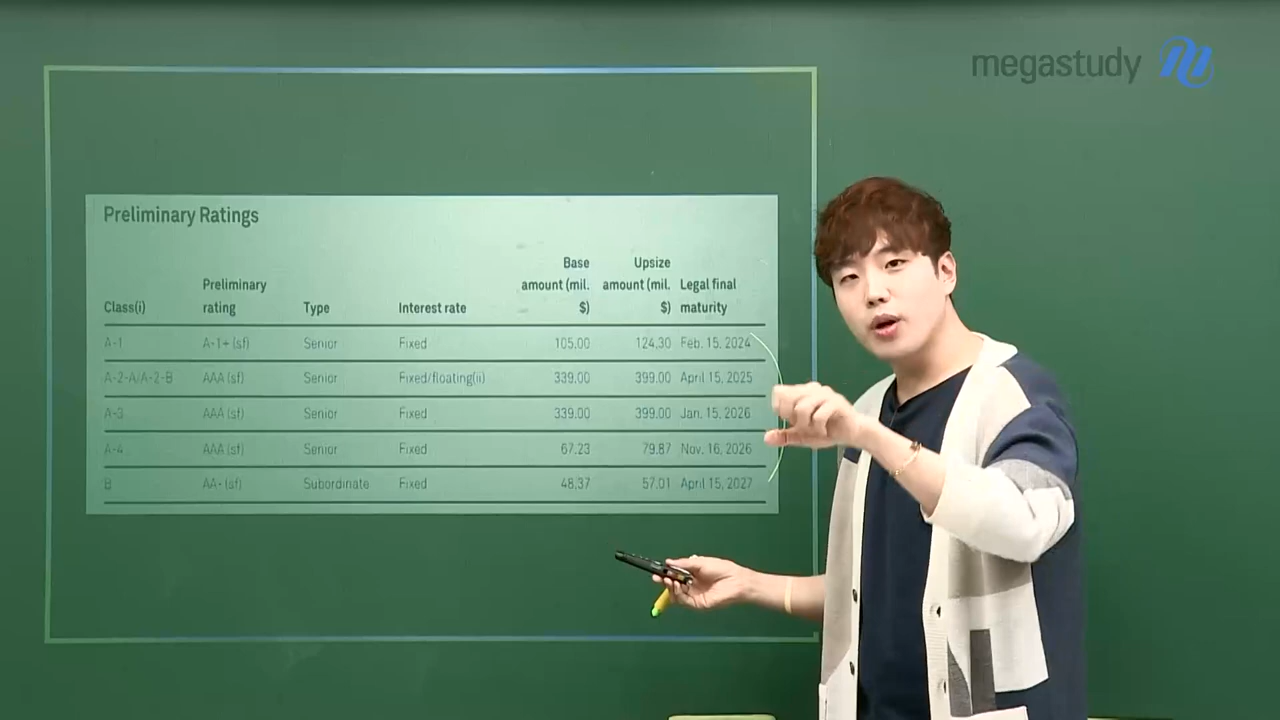 megastudy
Preliminary Ratings
Class(i) Preliminary rating Type Interest rate Base amount (mil. $) Upsize amount (mil. $) Legal final maturity
A-1 A-1+ (sf) Senior Fixed 105.00 124.30 Feb. 15, 2024
A-2-A/A-2-B AAA (sf) Senior Fixed/floating(ii) 339.00 399.00 April 15, 2025
A-3 AAA (sf) Senior Fixed 339.00 399.00 Jan. 15, 2026
A-4 AAA (sf) Senior Fixed 67.23 79.87 Nov. 16, 2026
B AA- (sf) Subordinate Fixed 48.37 57.01 April 15, 2027